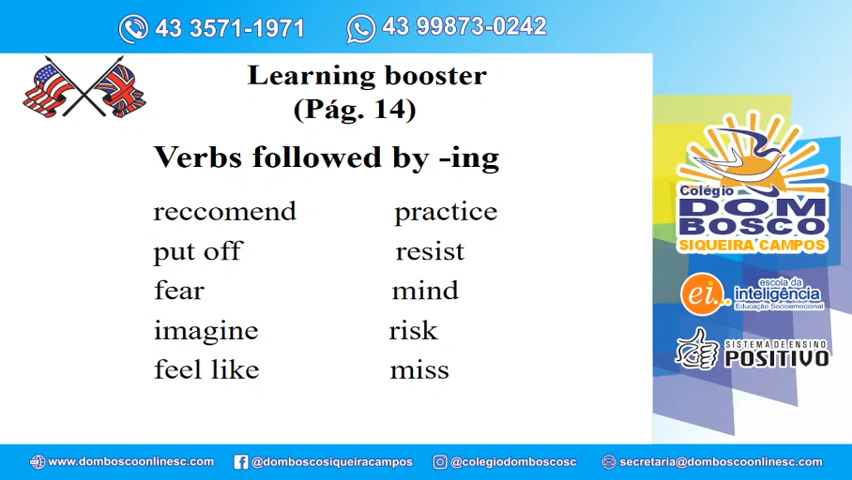 43 3571-1971
43 99873-0242
Learning booster
(Pág. 14)
Verbs followed by -ing
reccomend practice
put off resist
fear mind
imagine risk
feel like miss
Colégio
DOM
BOSCO
SIQUEIRA CAMPOS
ei...
escola da
inteligência
Educação Socioemocional
SISTEMA DE ENSINO
POSITIVO
www.domboscoonlinesc.com
@domboscosiqueiracampos
@colegiodomboscosc
secretaria@domboscoonlinesc.com